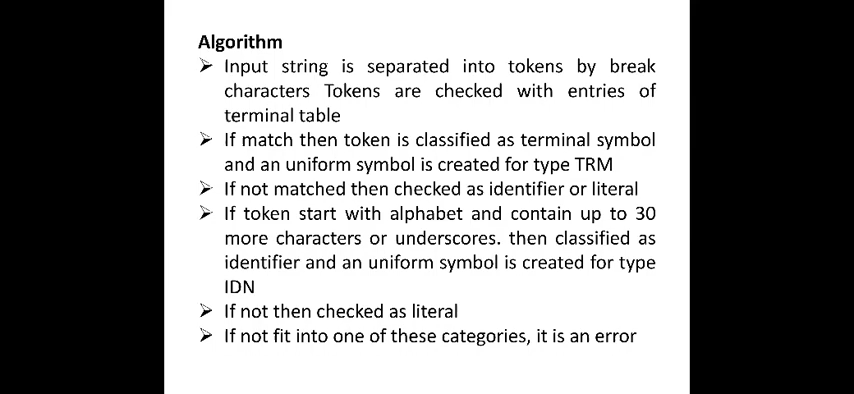 Algorithm
➢ Input string is separated into tokens by break
characters Tokens are checked with entries of
terminal table
➢ If match then token is classified as terminal symbol
and an uniform symbol is created for type TRM
➢ If not matched then checked as identifier or literal
➢ If token start with alphabet and contain up to 30
more characters or underscores. then classified as
identifier and an uniform symbol is created for type
IDN
➢ If not then checked as literal
➢ If not fit into one of these categories, it is an error